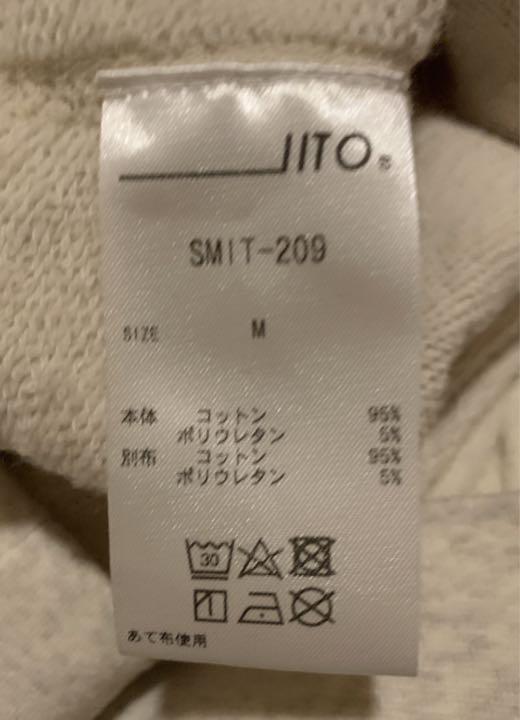 IITO®
SMIT-209
SIZE M
本体 コットン 95%
ポリウレタン 5%
別布 コットン 95%
ポリウレタン 5%
30
あて布使用